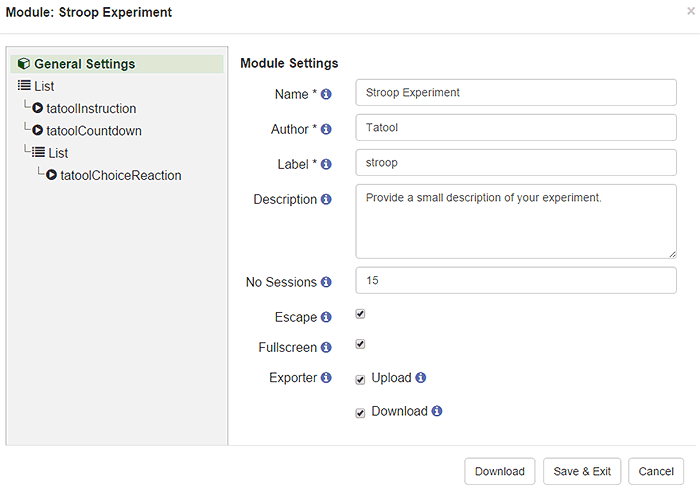 Module: Stroop Experiment
×
General Settings
List
tatoolInstruction
tatoolCountdown
List
tatoolChoiceReaction
Module Settings
Name * Stroop Experiment
Author * Tatool
Label * stroop
Description Provide a small description of your experiment.
No Sessions 15
Escape
Fullscreen
Exporter Upload
Download
Download Save & Exit Cancel